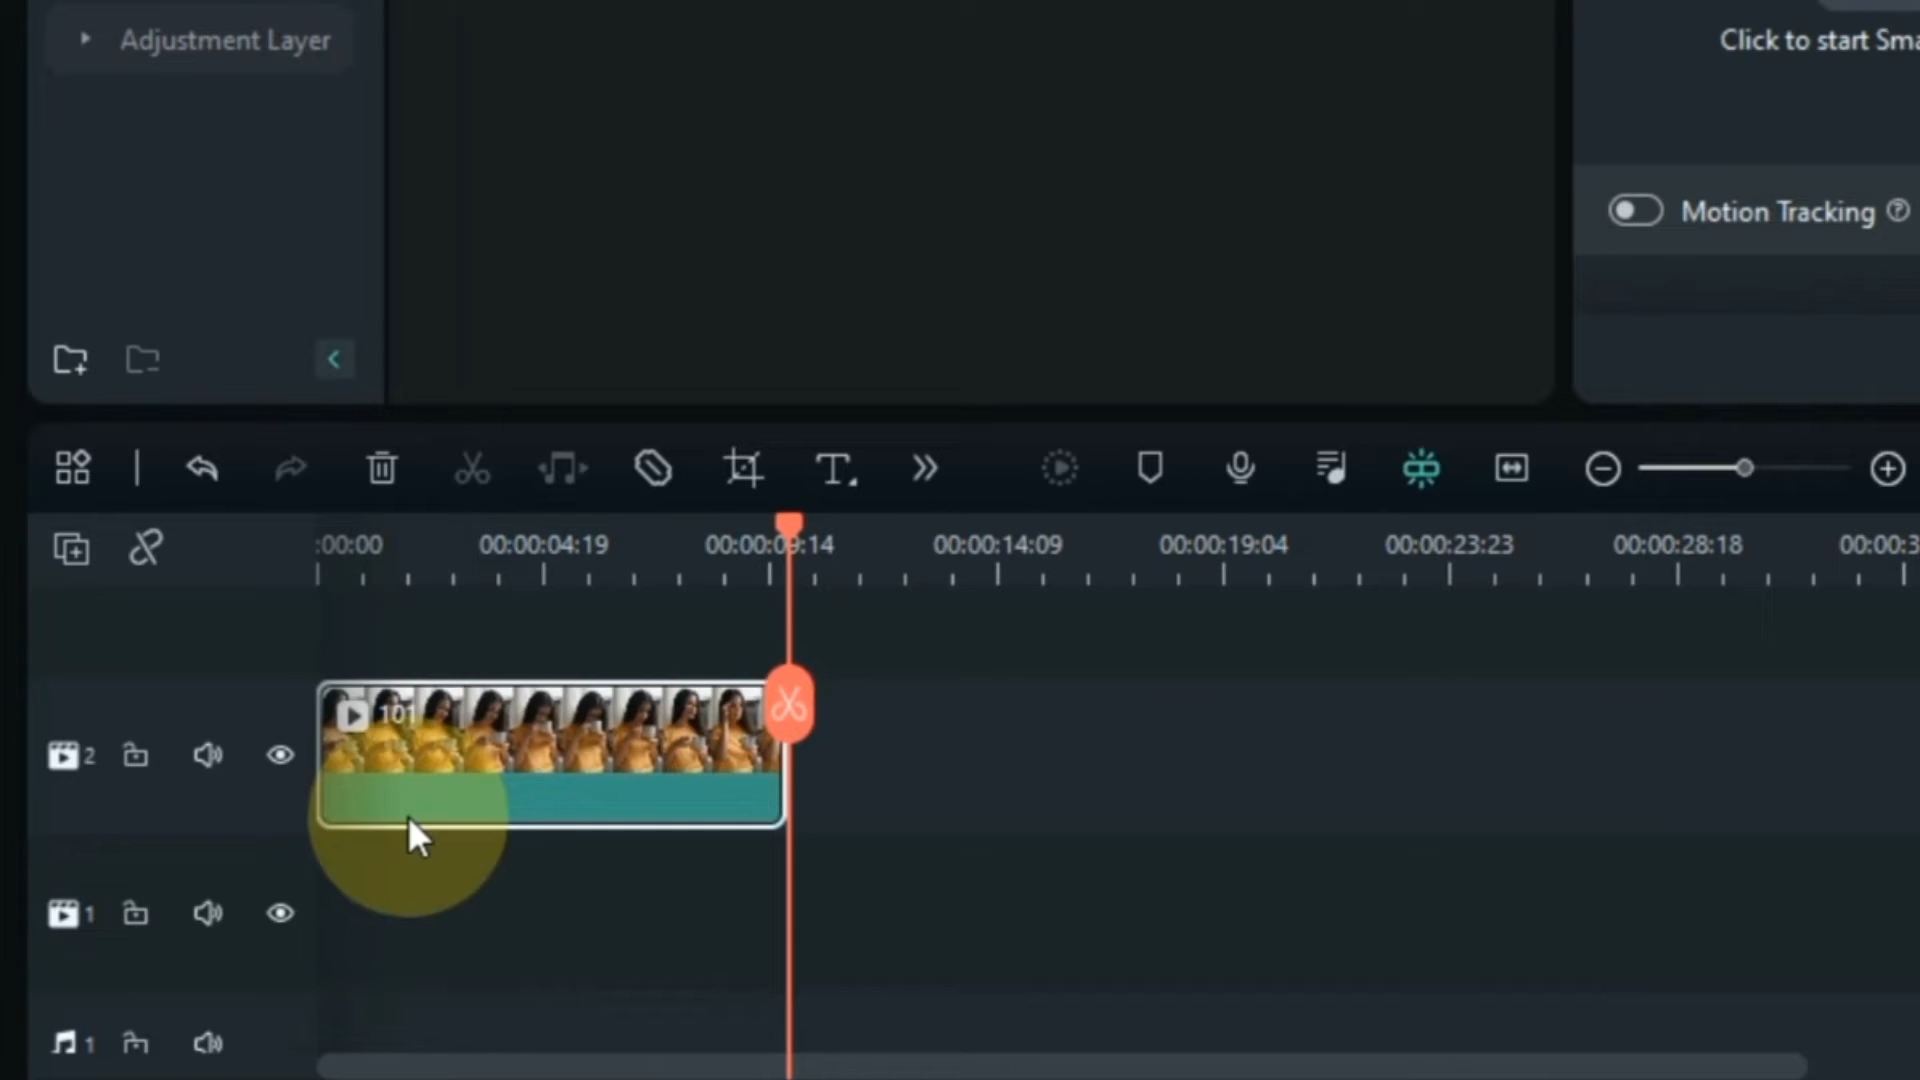 Adjustment Layer
Click to start Sma
Motion Tracking
:00:00 00:00:04:19 00:00:09:14 00:00:14:09 00:00:19:04 00:00:23:23 00:00:28:18 00:00:3
101
2
1
1